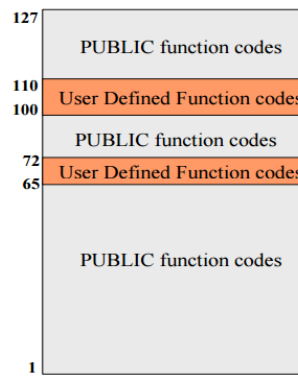 127
PUBLIC function codes
110
User Defined Function codes
100
PUBLIC function codes
72
User Defined Function codes
65
PUBLIC function codes
1